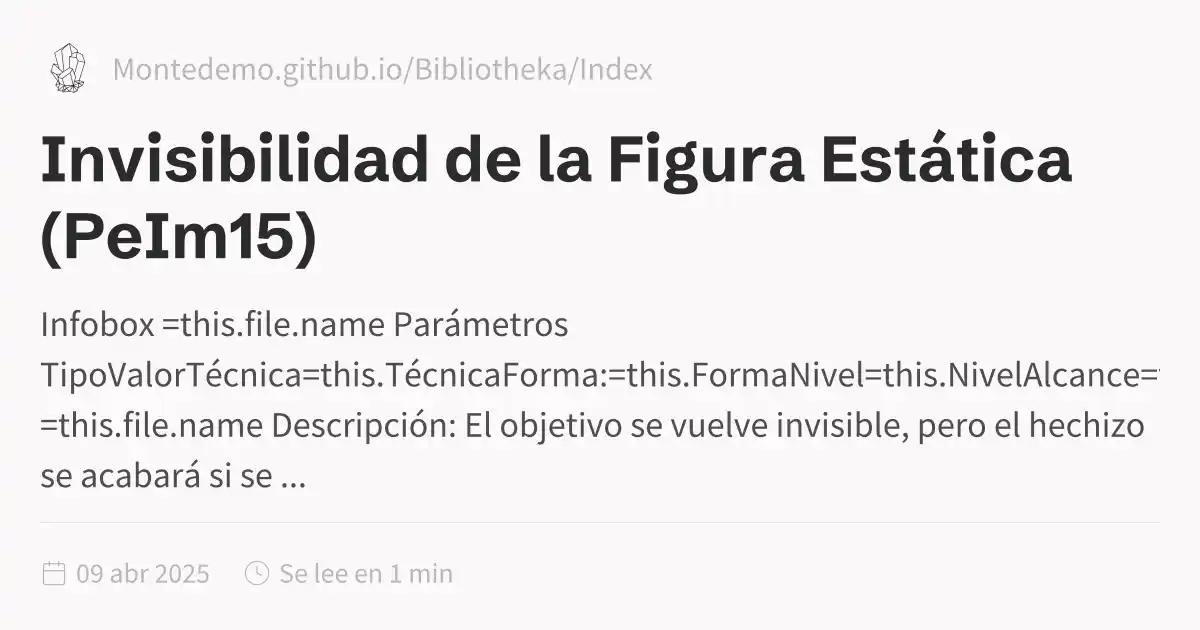 Montedemo.github.io/Bibliotheka/Index
Invisibilidad de la Figura Estática
(PeIm15)
Infobox =this.file.name Parámetros
TipoValorTécnica=this.TécnicaForma:=this.FormaNivel=this.NivelAlcance=
=this.file.name Descripción: El objetivo se vuelve invisible, pero el hechizo
se acabará si se ...
09 abr 2025 Se lee en 1 min